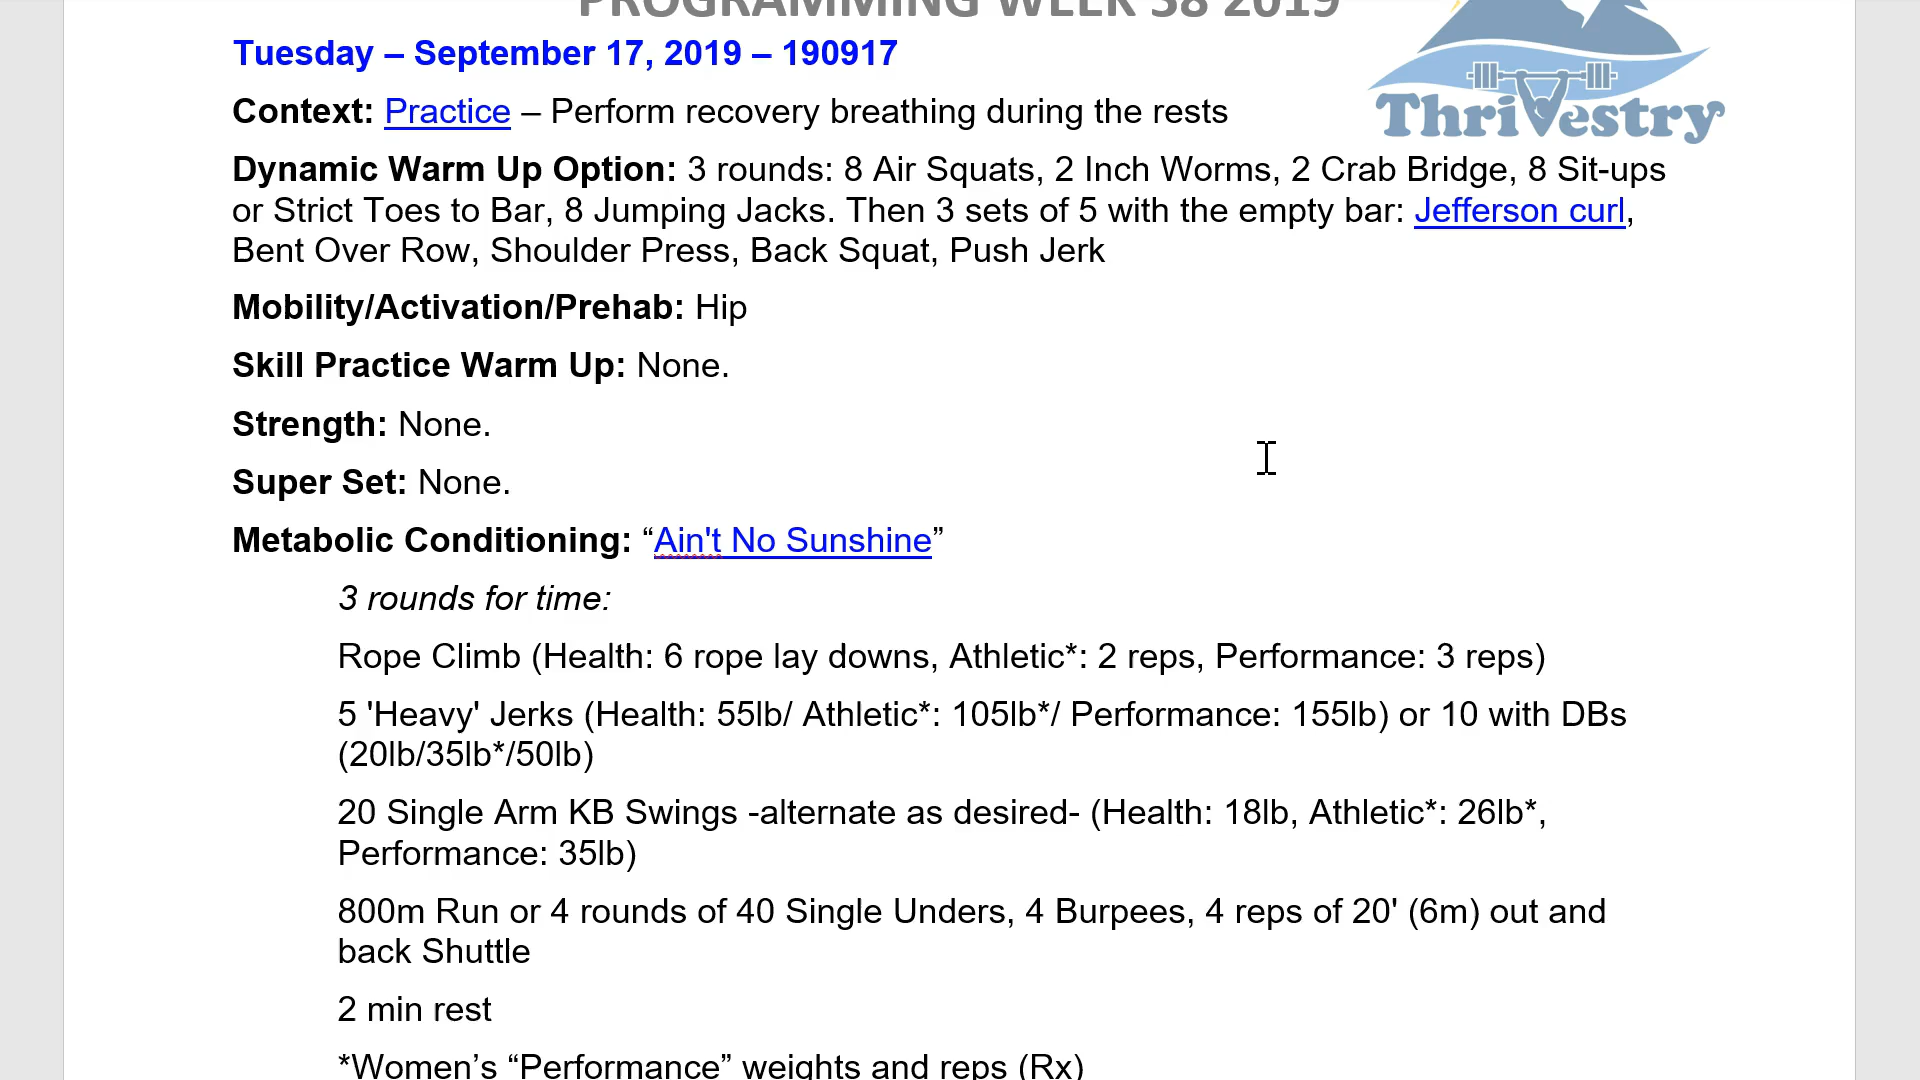 PROGRAMMING WEEK 38 2019
Tuesday – September 17, 2019 – 190917
Context: Practice – Perform recovery breathing during the rests
ThriVestry
Dynamic Warm Up Option: 3 rounds: 8 Air Squats, 2 Inch Worms, 2 Crab Bridge, 8 Sit-ups
or Strict Toes to Bar, 8 Jumping Jacks. Then 3 sets of 5 with the empty bar: Jefferson curl,
Bent Over Row, Shoulder Press, Back Squat, Push Jerk
Mobility/Activation/Prehab: Hip
Skill Practice Warm Up: None.
Strength: None.
Super Set: None.
Metabolic Conditioning: “Ain't No Sunshine”
3 rounds for time:
Rope Climb (Health: 6 rope lay downs, Athletic*: 2 reps, Performance: 3 reps)
5 'Heavy' Jerks (Health: 55lb/ Athletic*: 105lb*/ Performance: 155lb) or 10 with DBs
(20lb/35lb*/50lb)
20 Single Arm KB Swings -alternate as desired- (Health: 18lb, Athletic*: 26lb*,
Performance: 35lb)
800m Run or 4 rounds of 40 Single Unders, 4 Burpees, 4 reps of 20' (6m) out and
back Shuttle
2 min rest
*Women’s “Performance” weights and reps (Rx)